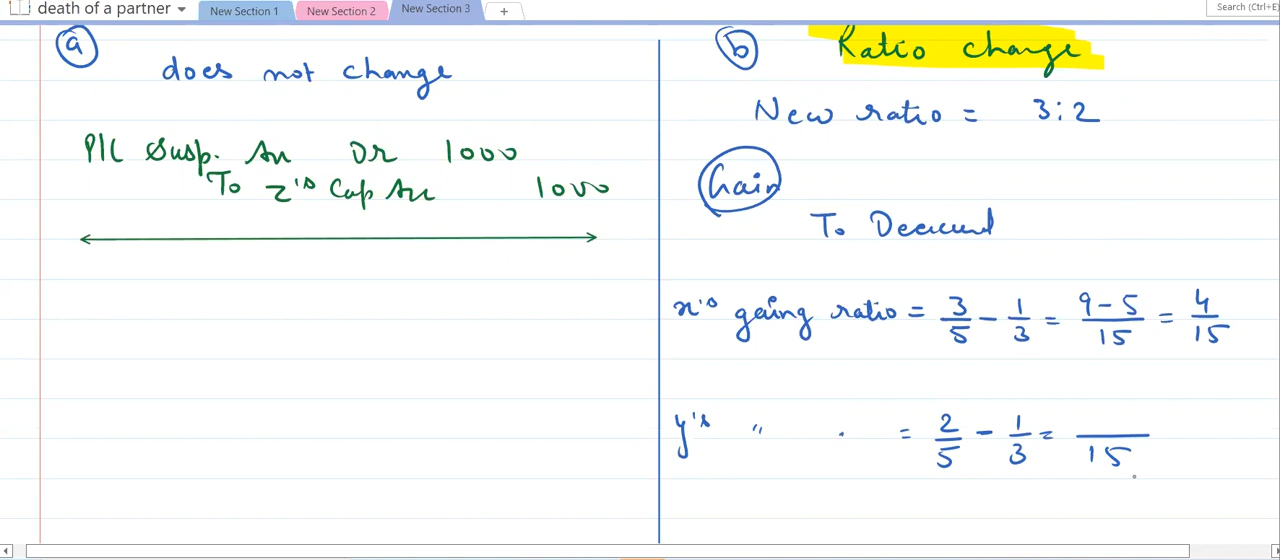 death of a partner New Section 1 New Section 2 New Section 3 + Search (Ctrl+E)
a
does not change
P/L Susp. A/c Dr 1000
To Z's Cap A/c 1000
b Ratio change
New ratio = 3:2
Gain
To Deceased
x's gaing ratio = 3/5 - 1/3 = 9-5/15 = 4/15
y's " = 2/5 - 1/3 = /15